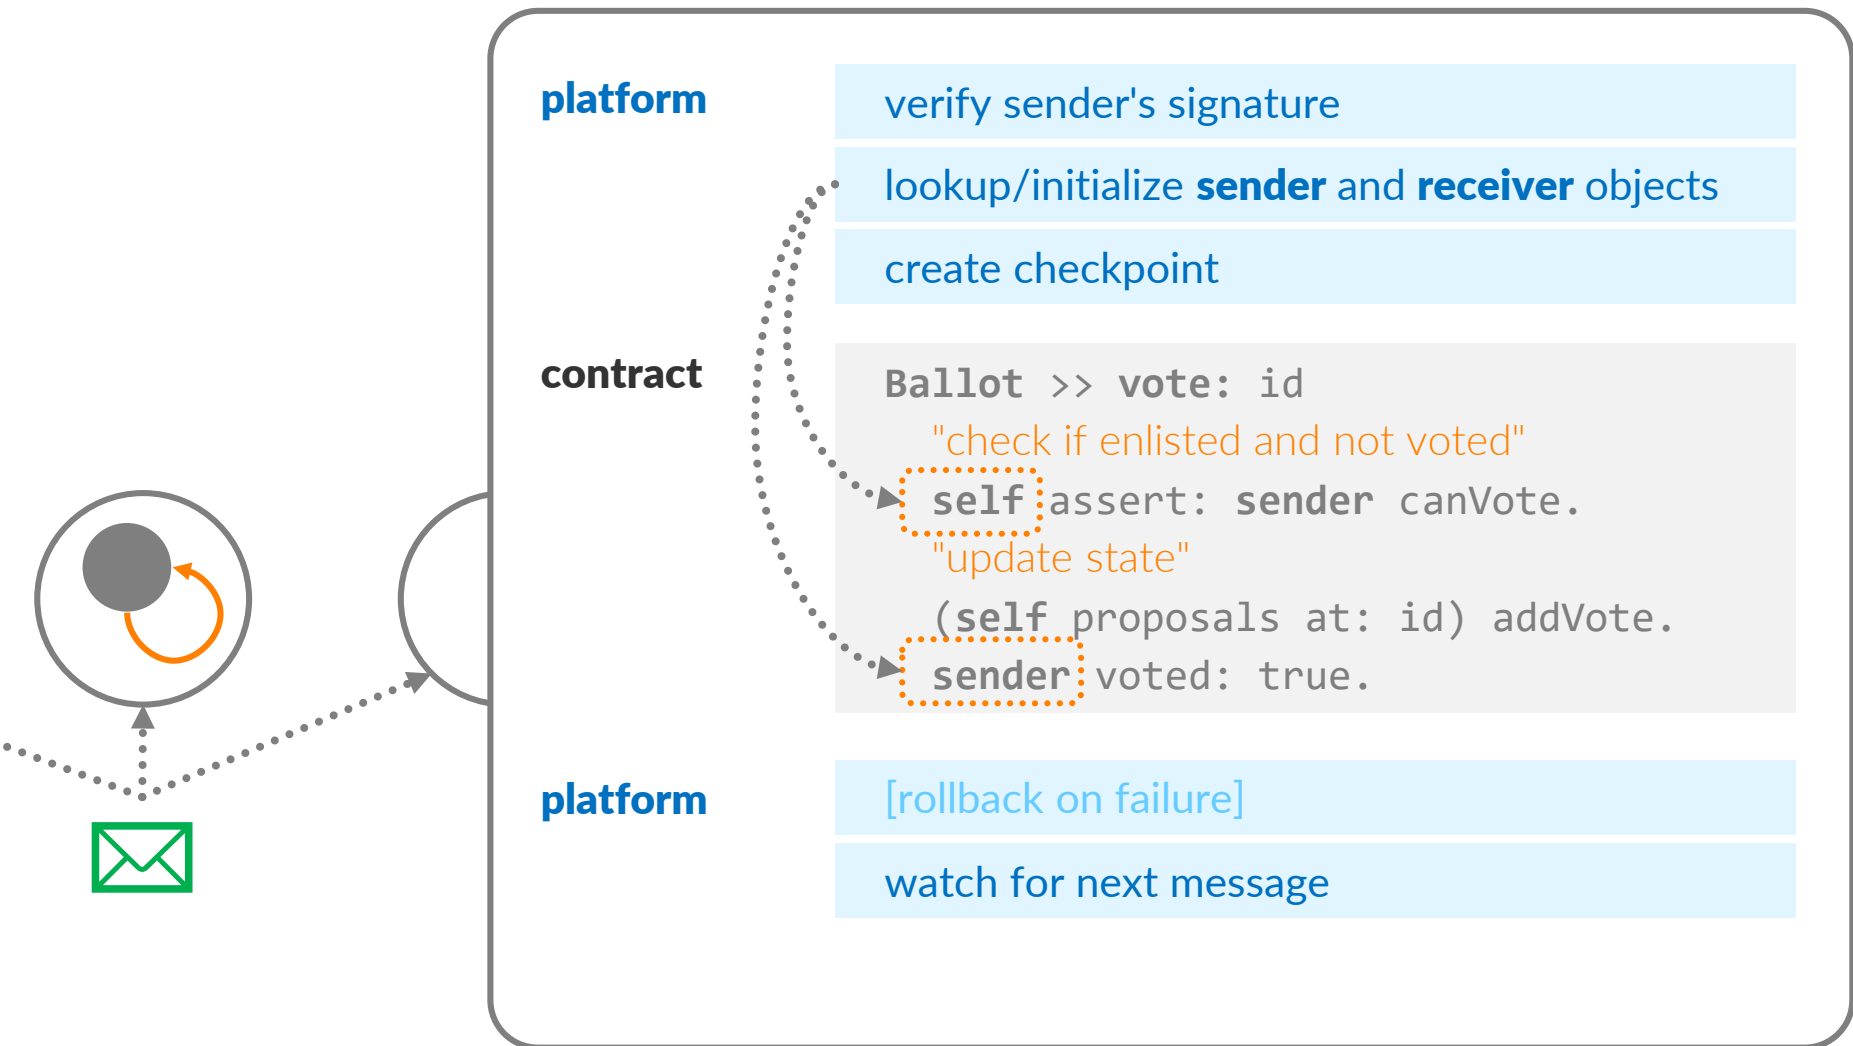 platform
verify sender's signature
lookup/initialize sender and receiver objects
create checkpoint
contract
Ballot >> vote: id
"check if enlisted and not voted"
self assert: sender canVote.
"update state"
(self proposals at: id) addVote.
sender voted: true.
platform
[rollback on failure]
watch for next message